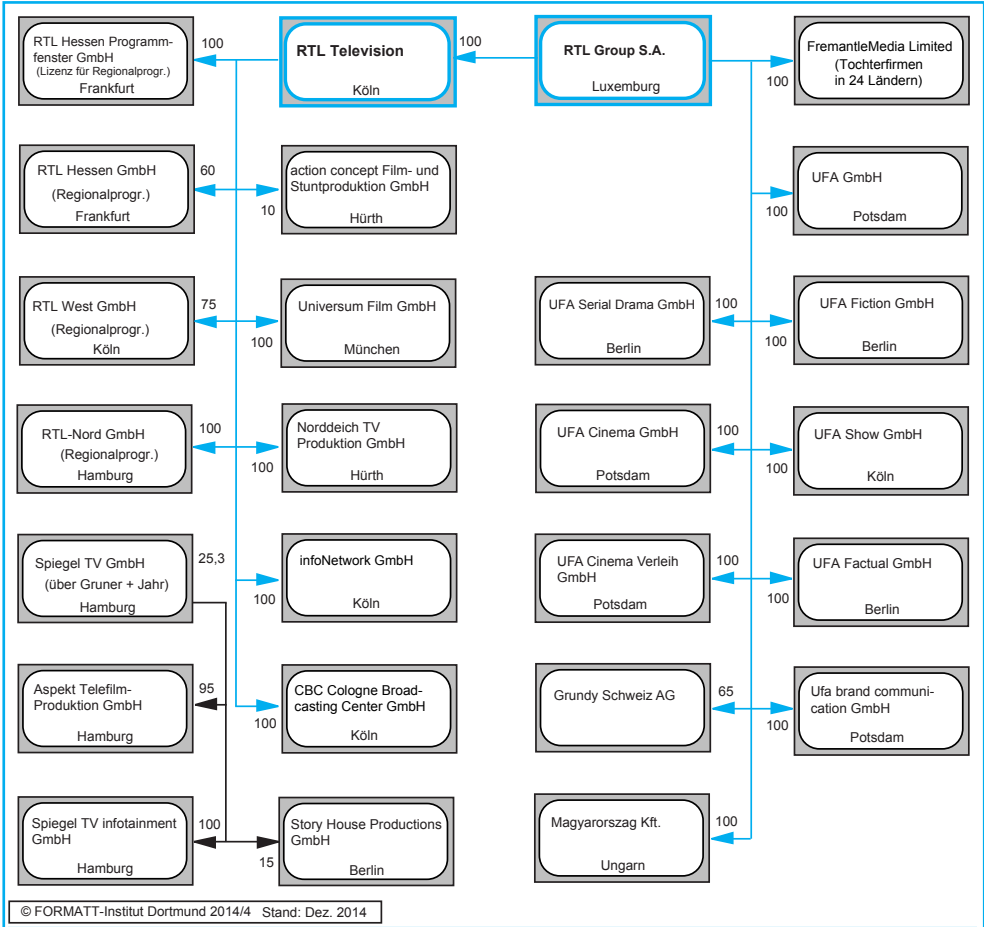 RTL Hessen Programm-
fenster GmbH
(Lizenz für Regionalprogr.)
Frankfurt
100
RTL Television
Köln
100
RTL Group S.A.
Luxemburg
100
FremantleMedia Limited
(Tochterfirmen
in 24 Ländern)
RTL Hessen GmbH
(Regionalprogr.)
Frankfurt
60
10
action concept Film- und
Stuntproduktion GmbH
Hürth
100
UFA GmbH
Potsdam
RTL West GmbH
(Regionalprogr.)
Köln
75
100
Universum Film GmbH
München
UFA Serial Drama GmbH
Berlin
100
100
UFA Fiction GmbH
Berlin
RTL-Nord GmbH
(Regionalprogr.)
Hamburg
100
100
Norddeich TV
Produktion GmbH
Hürth
UFA Cinema GmbH
Potsdam
100
100
UFA Show GmbH
Köln
Spiegel TV GmbH
(über Gruner + Jahr)
Hamburg
25,3
100
infoNetwork GmbH
Köln
UFA Cinema Verleih
GmbH
Potsdam
100
100
UFA Factual GmbH
Berlin
Aspekt Telefilm-
Produktion GmbH
Hamburg
95
100
CBC Cologne Broad-
casting Center GmbH
Köln
Grundy Schweiz AG
65
100
Ufa brand communi-
cation GmbH
Potsdam
Spiegel TV infotainment
GmbH
Hamburg
100
15
Story House Productions
GmbH
Berlin
Magyarorszag Kft.
Ungarn
100
© FORMATT-Institut Dortmund 2014/4 Stand: Dez. 2014